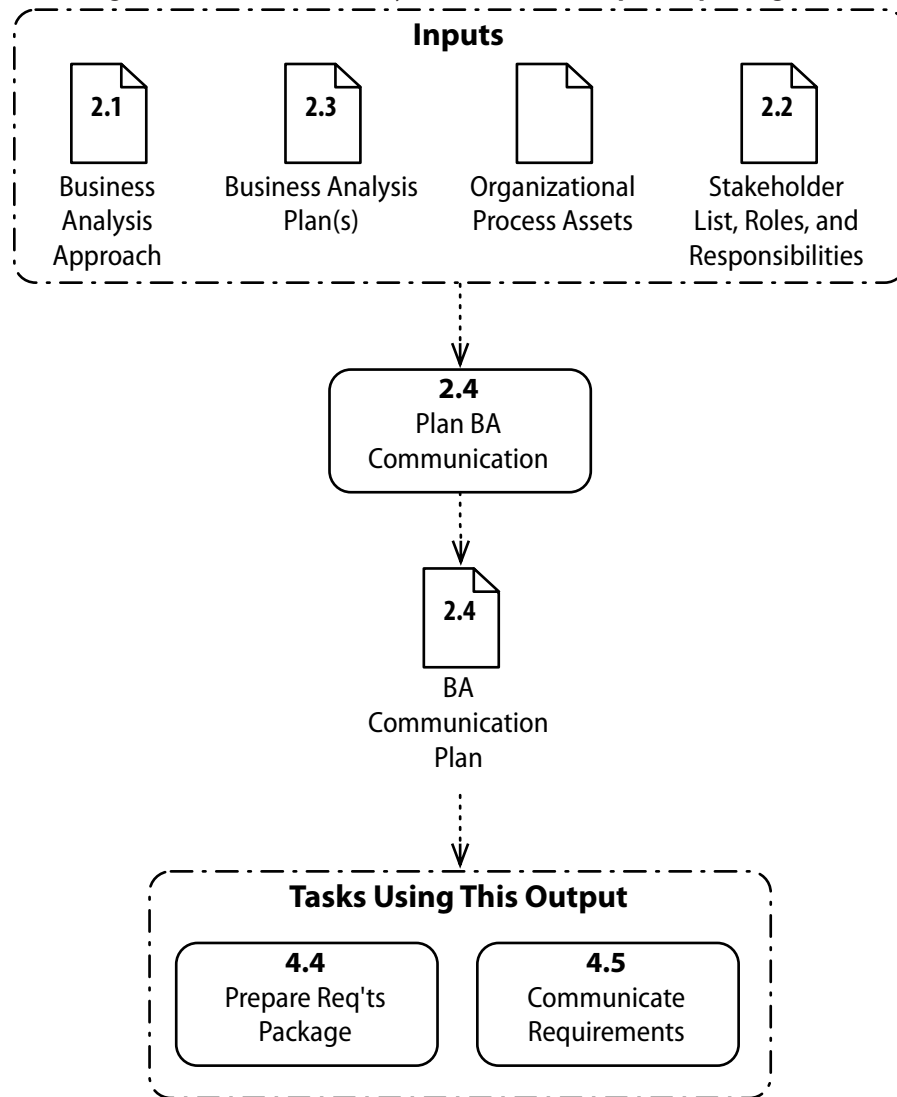 Inputs
2.1
Business
Analysis
Approach
2.3
Business Analysis
Plan(s)
Organizational
Process Assets
2.2
Stakeholder
List, Roles, and
Responsibilities
2.4
Plan BA
Communication
2.4
BA
Communication
Plan
Tasks Using This Output
4.4
Prepare Req'ts
Package
4.5
Communicate
Requirements